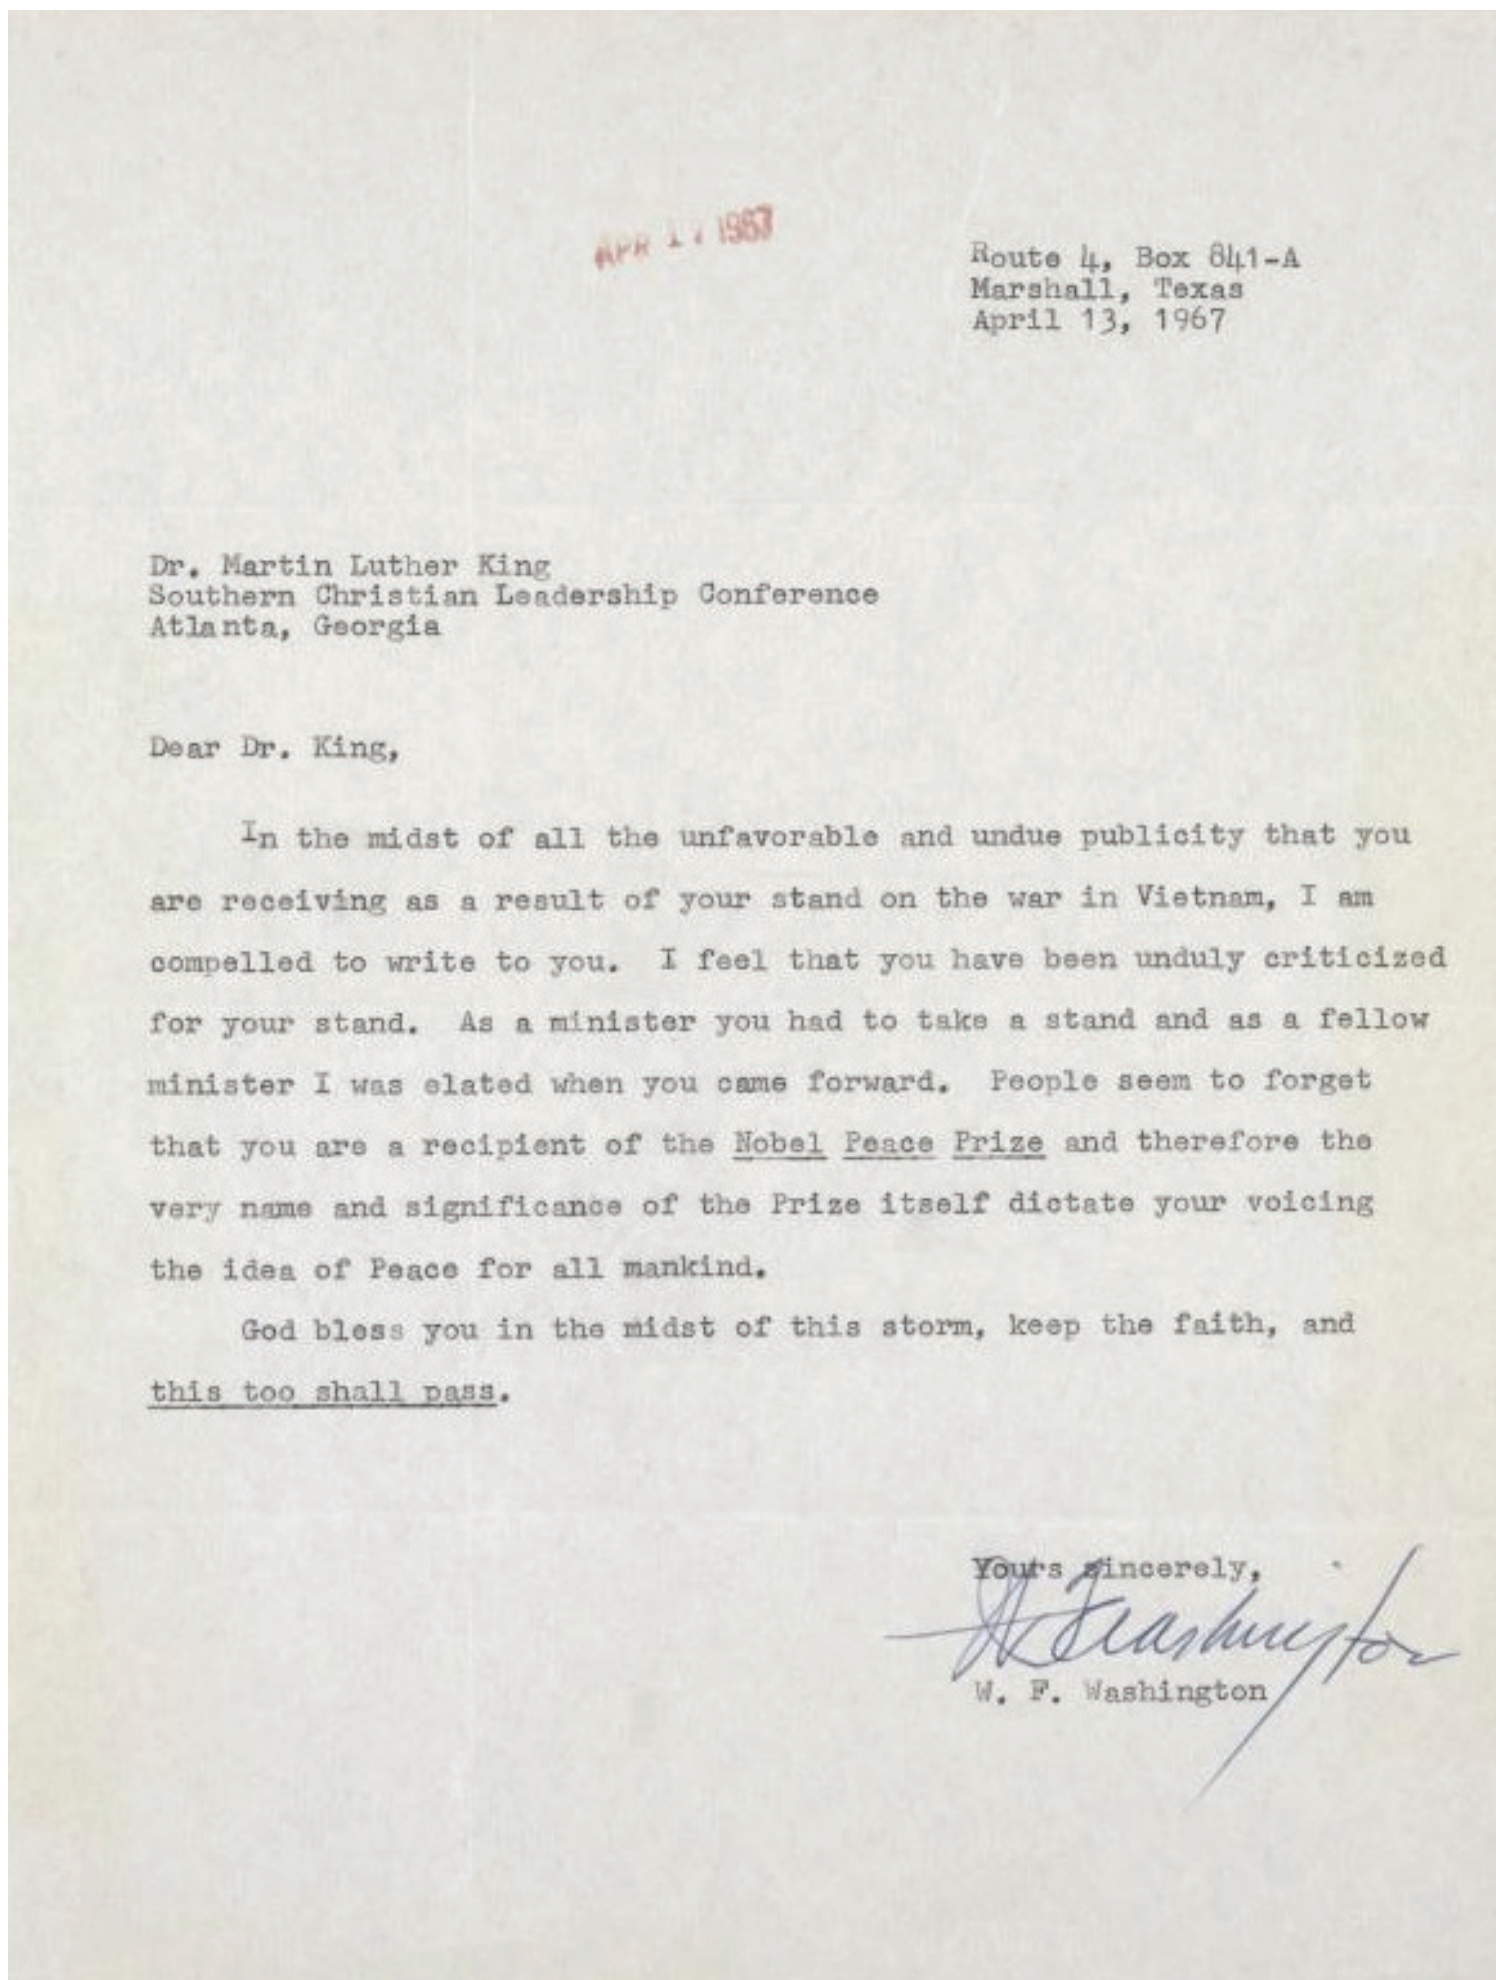 APR 1 1967
Route 4, Box 841-A
Marshall, Texas
April 13, 1967
Dr. Martin Luther King
Southern Christian Leadership Conference
Atlanta, Georgia
Dear Dr. King,
In the midst of all the unfavorable and undue publicity that you
are receiving as a result of your stand on the war in Vietnam, I am
compelled to write to you. I feel that you have been unduly criticized
for your stand. As a minister you had to take a stand and as a fellow
minister I was elated when you came forward. People seem to forget
that you are a recipient of the Nobel Peace Prize and therefore the
very name and significance of the Prize itself dictate your voicing
the idea of Peace for all mankind.
God bless you in the midst of this storm, keep the faith, and
this too shall pass.
Yours sincerely,
W F Washington
W. F. Washington